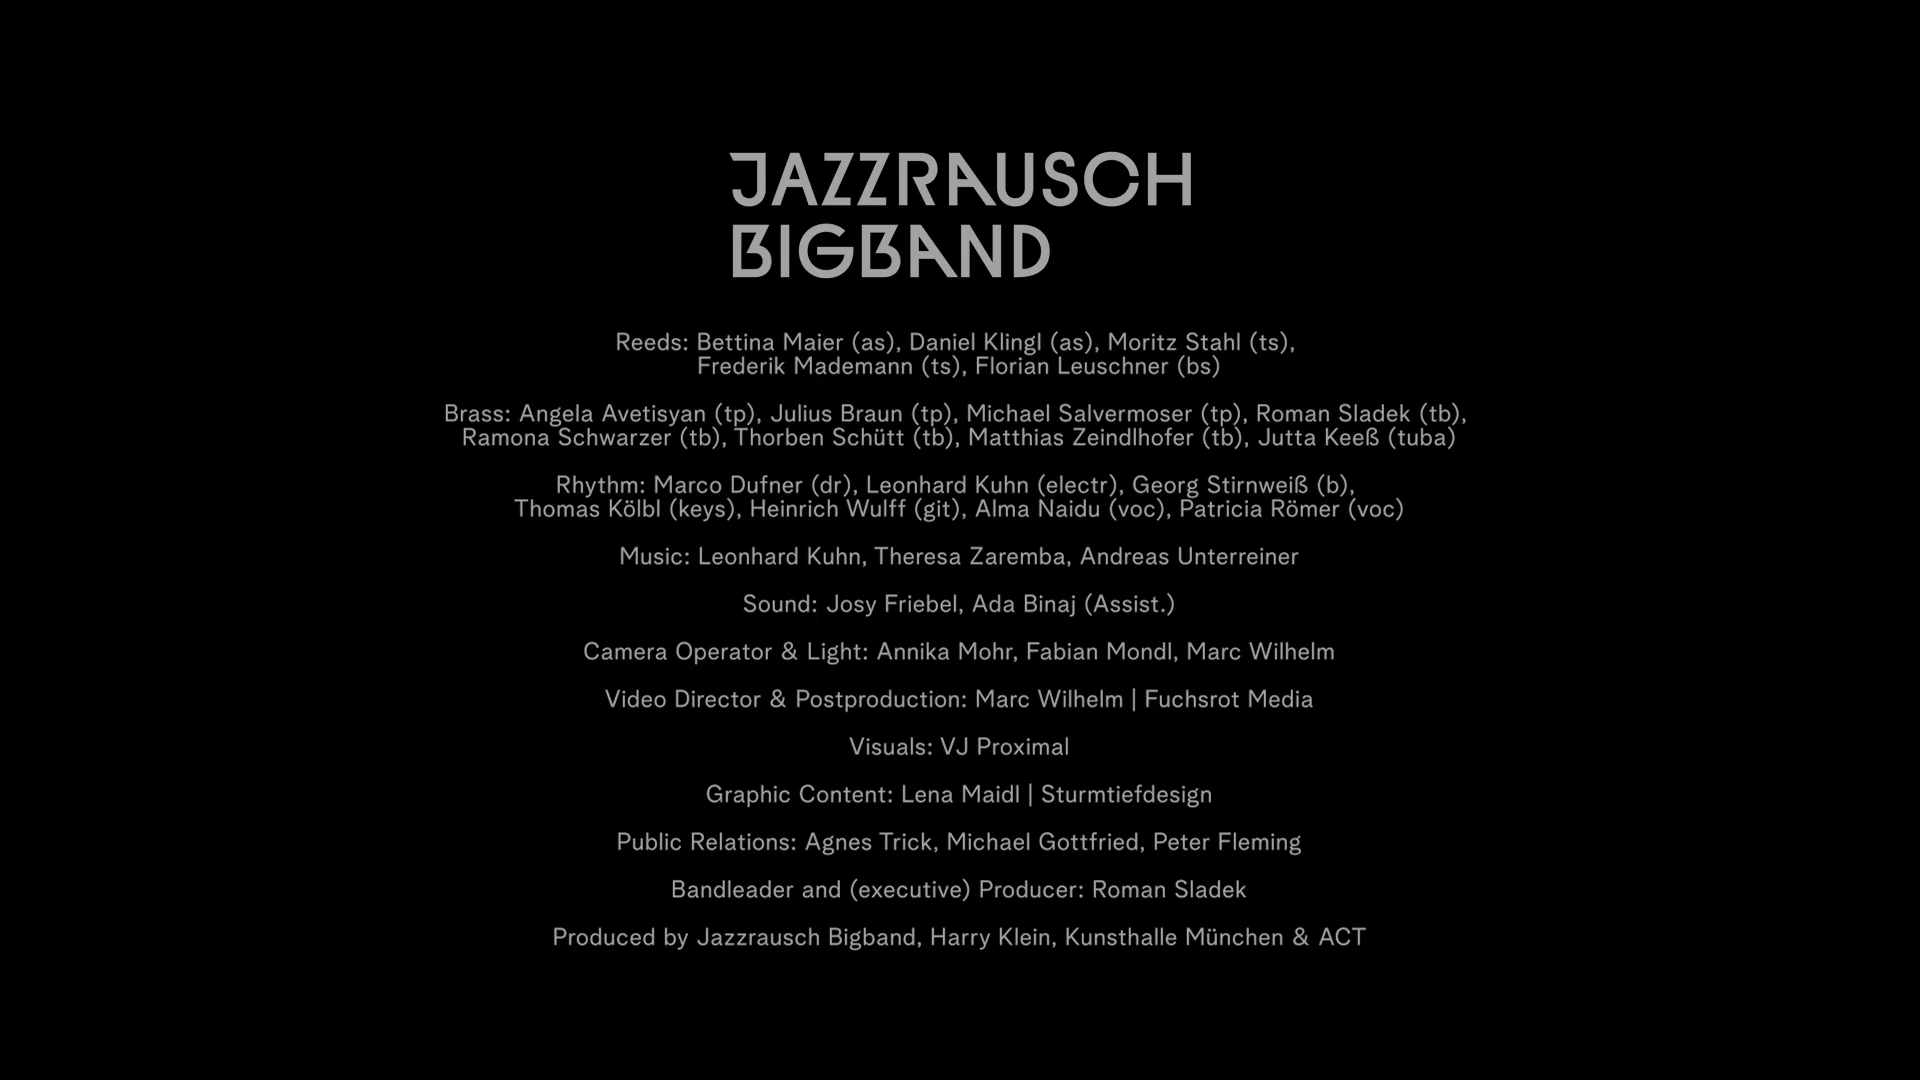 JAZZRAUSCH
BIGBAND
Reeds: Bettina Maier (as), Daniel Klingl (as), Moritz Stahl (ts),
Frederik Mademann (ts), Florian Leuschner (bs)
Brass: Angela Avetisyan (tp), Julius Braun (tp), Michael Salvermoser (tp), Roman Sladek (tb),
Ramona Schwarzer (tb), Thorben Schütt (tb), Matthias Zeindlhofer (tb), Jutta Keeß (tuba)
Rhythm: Marco Dufner (dr), Leonhard Kuhn (electr), Georg Stirnweiß (b),
Thomas Kölbl (keys), Heinrich Wulff (git), Alma Naidu (voc), Patricia Römer (voc)
Music: Leonhard Kuhn, Theresa Zaremba, Andreas Unterreiner
Sound: Josy Friebel, Ada Binaj (Assist.)
Camera Operator & Light: Annika Mohr, Fabian Mondl, Marc Wilhelm
Video Director & Postproduction: Marc Wilhelm | Fuchsrot Media
Visuals: VJ Proximal
Graphic Content: Lena Maidl | Sturmtiefdesign
Public Relations: Agnes Trick, Michael Gottfried, Peter Fleming
Bandleader and (executive) Producer: Roman Sladek
Produced by Jazzrausch Bigband, Harry Klein, Kunsthalle München & ACT